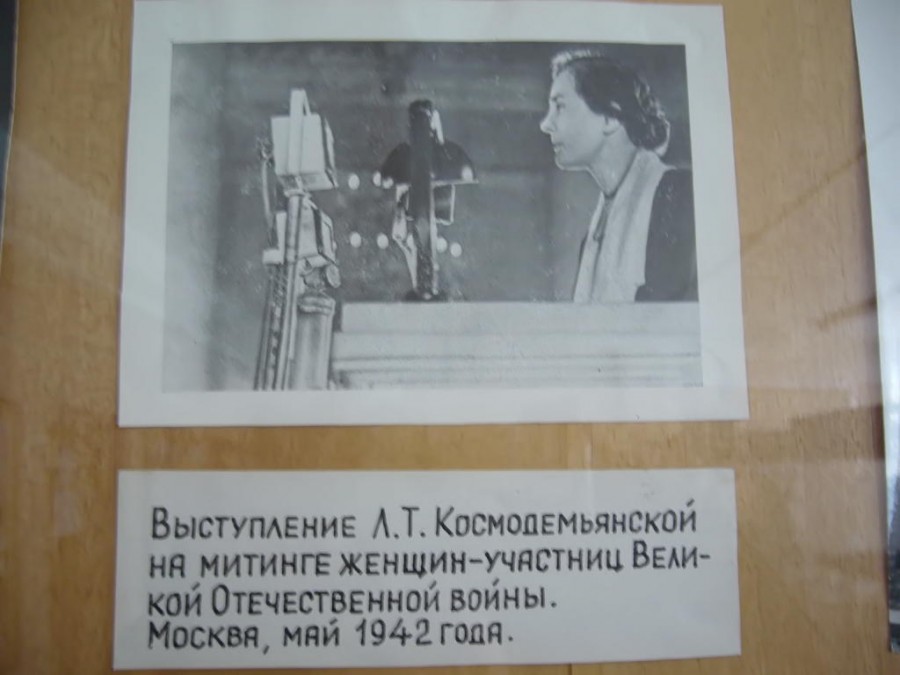 Выступление Л.Т. Космодемьянской
на митинге женщин-участниц Вели-
кой Отечественной войны.
Москва, май 1942 года.